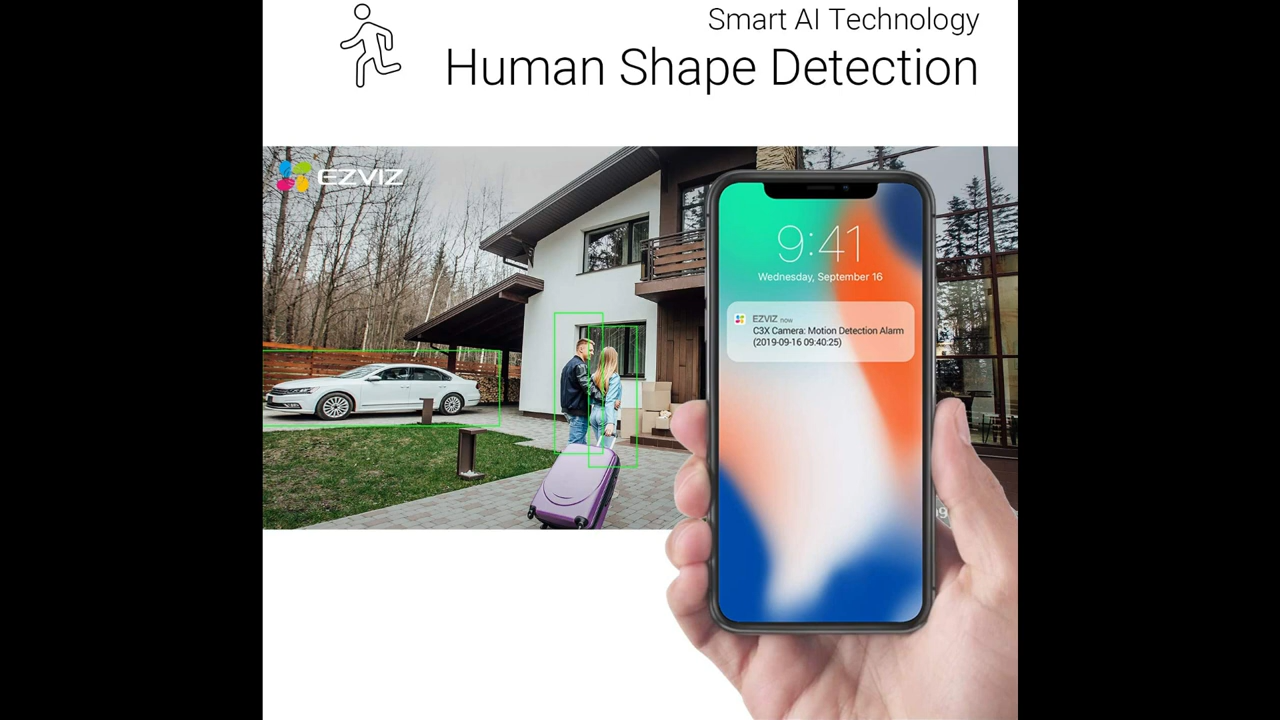 Smart AI Technology
Human Shape Detection
EZVIZ
9:41
Wednesday, September 16
EZVIZ now
C3X Camera: Motion Detection Alarm
(2019-09-16 09:40:25)